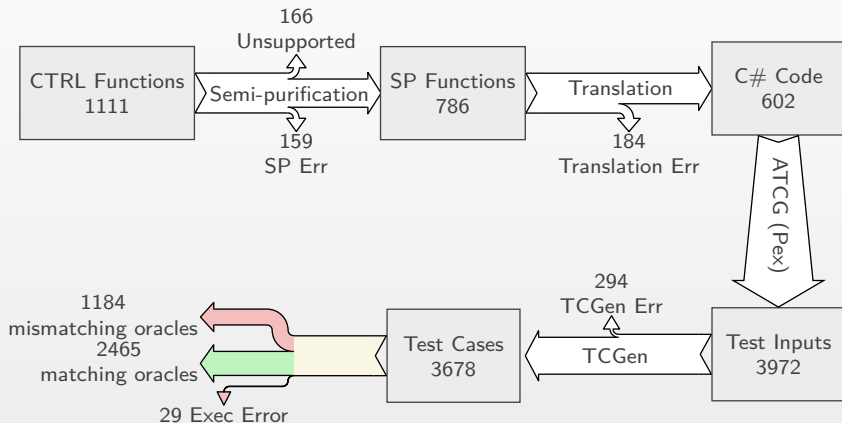 166
Unsupported
CTRL Functions
1111
Semi-purification
159
SP Err
SP Functions
786
Translation
184
Translation Err
C# Code
602
ATCG (Pex)
Test Inputs
3972
294
TCGen Err
TCGen
Test Cases
3678
1184
mismatching oracles
2465
matching oracles
29 Exec Error